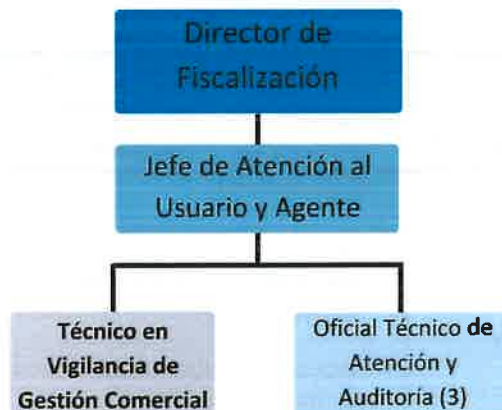 Director de
Fiscalización
Jefe de Atención al
Usuario y Agente
Técnico en
Vigilancia de
Gestión Comercial
Oficial Técnico de
Atención y
Auditoría (3)